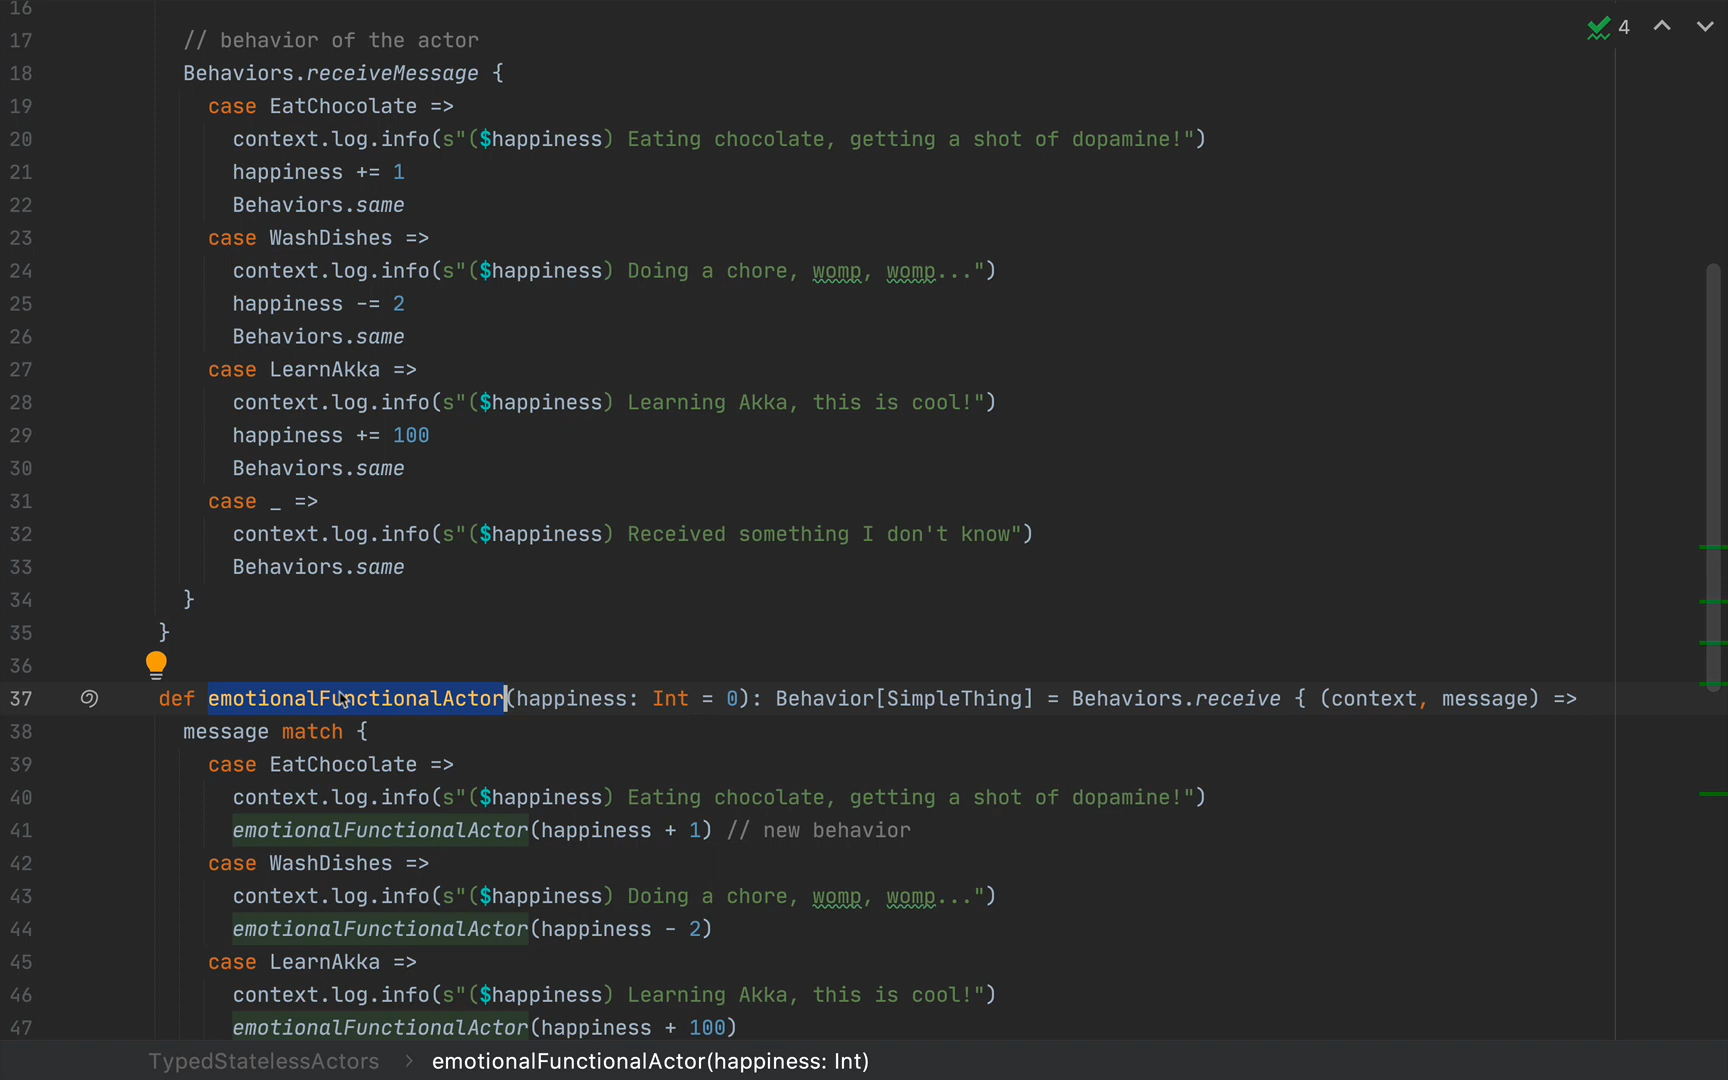 16
17 // behavior of the actor
18 Behaviors.receiveMessage {
19 case EatChocolate =>
20 context.log.info(s"($happiness) Eating chocolate, getting a shot of dopamine!")
21 happiness += 1
22 Behaviors.same
23 case WashDishes =>
24 context.log.info(s"($happiness) Doing a chore, womp, womp...")
25 happiness -= 2
26 Behaviors.same
27 case LearnAkka =>
28 context.log.info(s"($happiness) Learning Akka, this is cool!")
29 happiness += 100
30 Behaviors.same
31 case _ =>
32 context.log.info(s"($happiness) Received something I don't know")
33 Behaviors.same
34 }
35 }
36
37 def emotionalFunctionalActor(happiness: Int = 0): Behavior[SimpleThing] = Behaviors.receive { (context, message) =>
38 message match {
39 case EatChocolate =>
40 context.log.info(s"($happiness) Eating chocolate, getting a shot of dopamine!")
41 emotionalFunctionalActor(happiness + 1) // new behavior
42 case WashDishes =>
43 context.log.info(s"($happiness) Doing a chore, womp, womp...")
44 emotionalFunctionalActor(happiness - 2)
45 case LearnAkka =>
46 context.log.info(s"($happiness) Learning Akka, this is cool!")
47 emotionalFunctionalActor(happiness + 100)
4
TypedStatelessActors > emotionalFunctionalActor(happiness: Int)